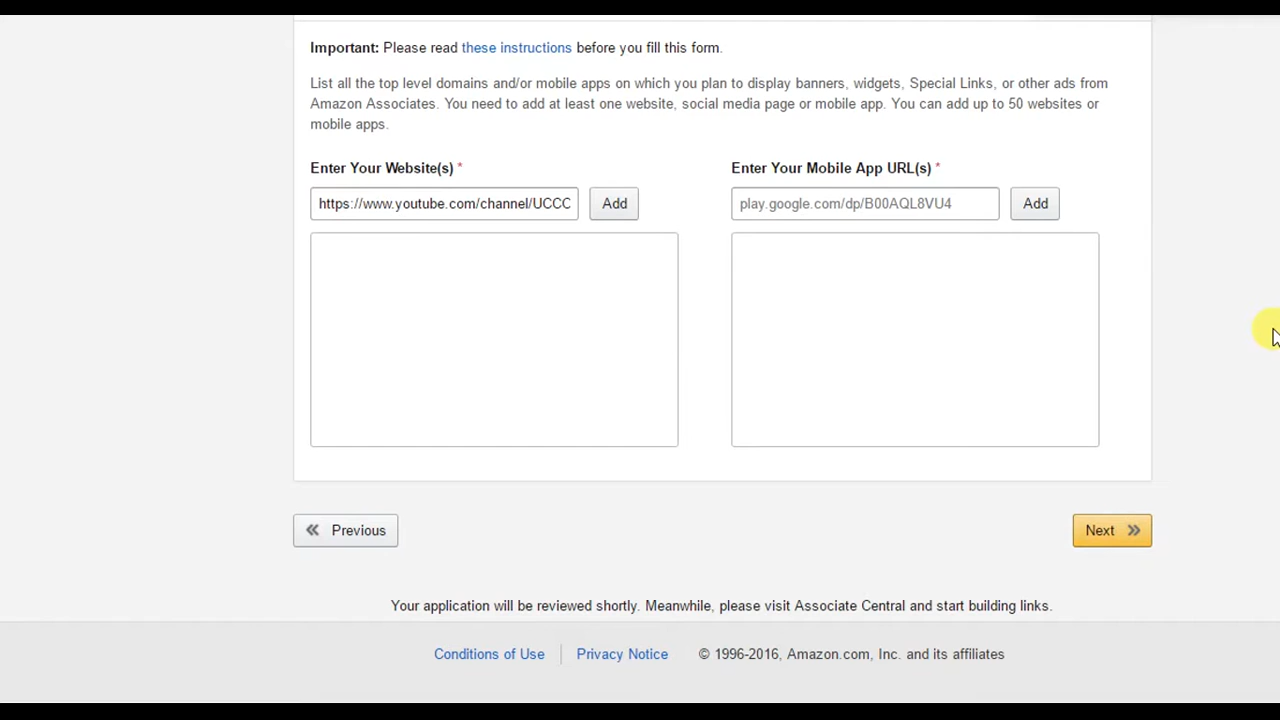 Important: Please read these instructions before you fill this form.
List all the top level domains and/or mobile apps on which you plan to display banners, widgets, Special Links, or other ads from
Amazon Associates. You need to add at least one website, social media page or mobile app. You can add up to 50 websites or
mobile apps.
Enter Your Website(s) *
https://www.youtube.com/channel/UCCC
Add
Enter Your Mobile App URL(s) *
play.google.com/dp/B00AQL8VU4
Add
Previous
Next
Your application will be reviewed shortly. Meanwhile, please visit Associate Central and start building links.
Conditions of Use
Privacy Notice
© 1996-2016, Amazon.com, Inc. and its affiliates